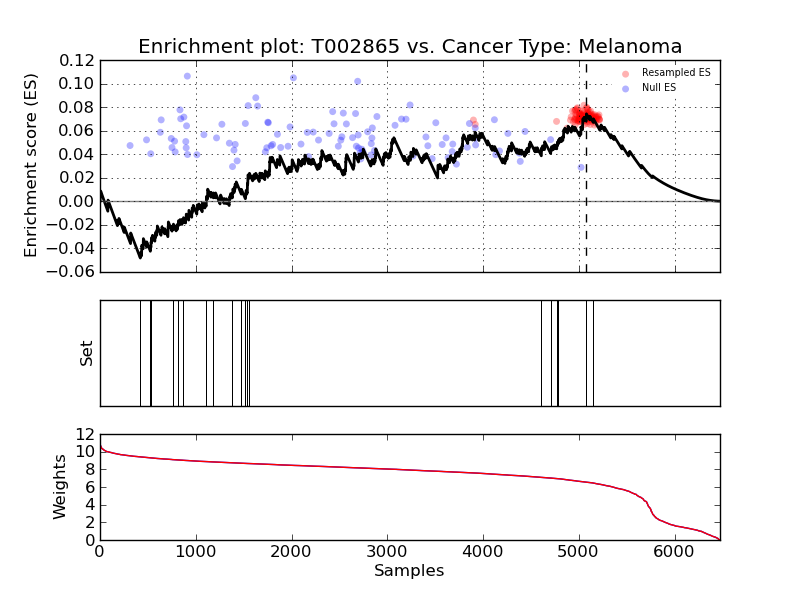 Enrichment plot: T002865 vs. Cancer Type: Melanoma
Enrichment score (ES)
0.12
0.10
0.08
0.06
0.04
0.02
0.00
−0.02
−0.04
−0.06
Resampled ES
Null ES
Set
Weights
12
10
8
6
4
2
0
0 1000 2000 3000 4000 5000 6000
Samples